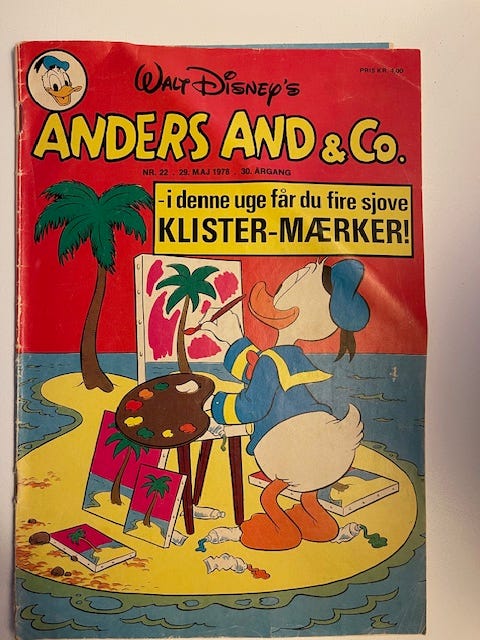 PRIS KR. 4,00
WALT DISNEY'S
ANDERS AND & Co.
NR. 22 . 29. MAJ 1978 . 30. ÅRGANG
-i denne uge får du fire sjove
KLISTER-MÆRKER!